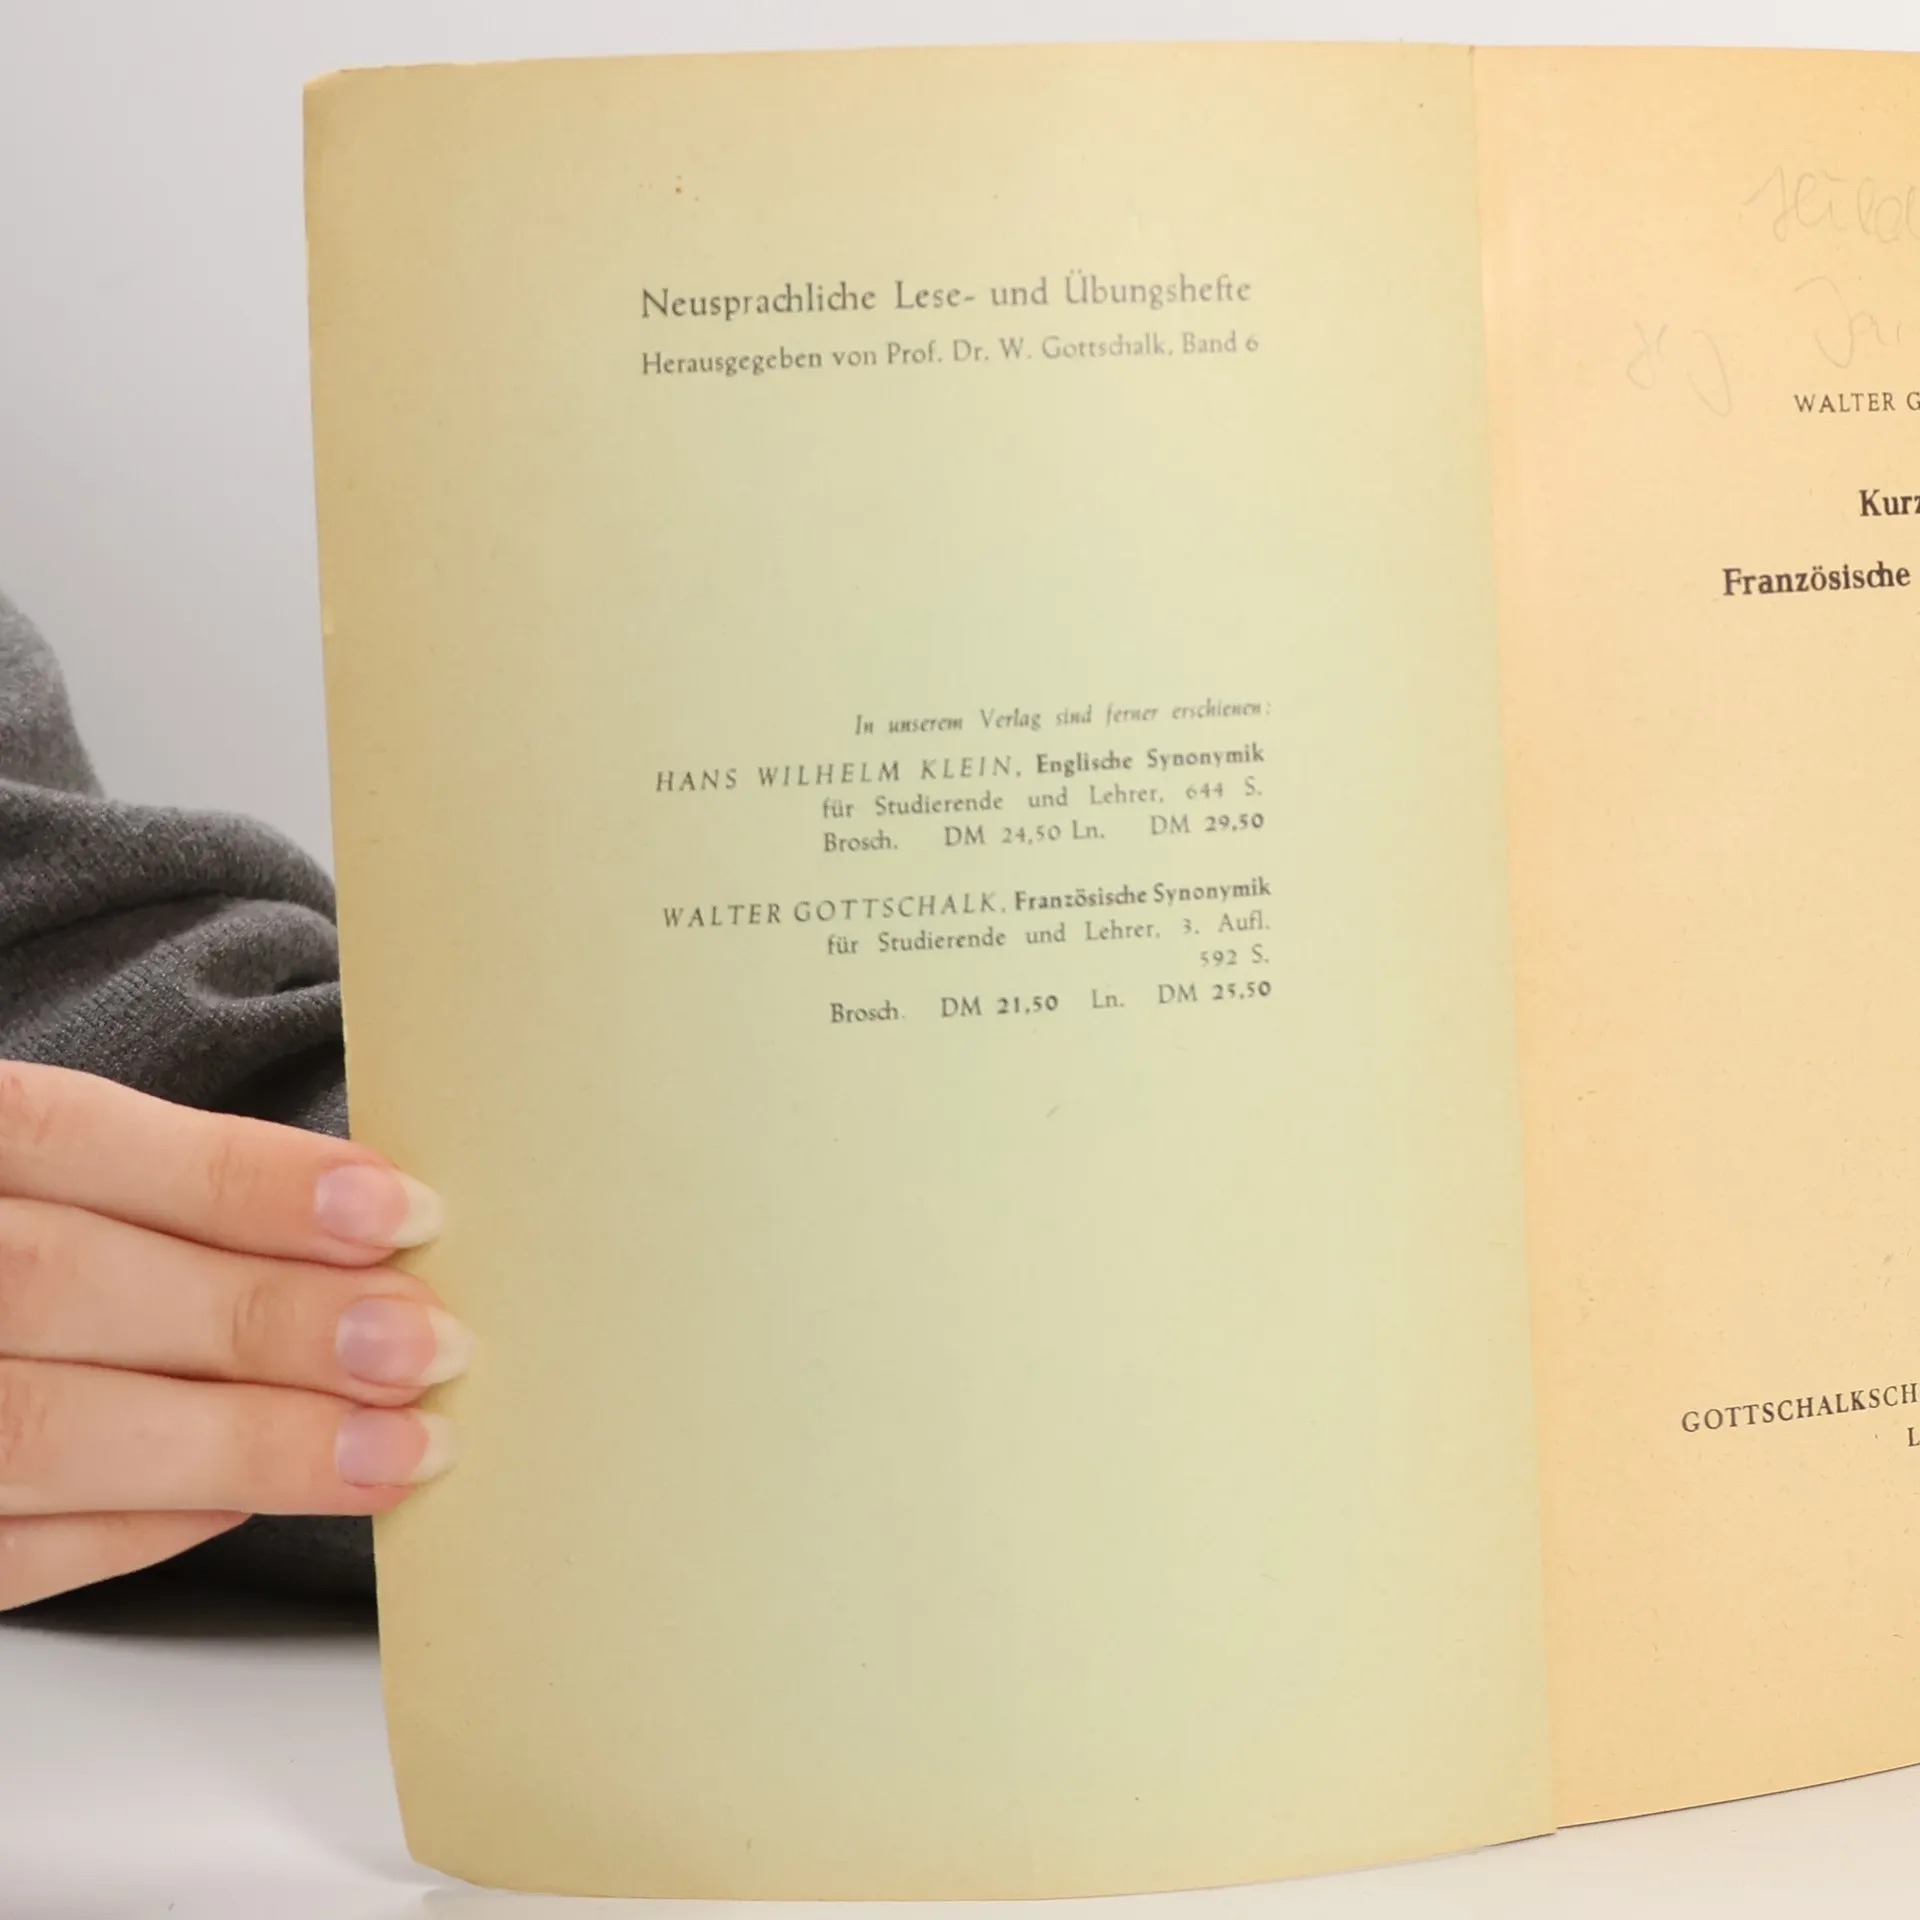 Neusprachliche Lese- und Übungshefte
Herausgegeben von Prof. Dr. W. Gottschalk, Band 6
In unserem Verlag sind ferner erschienen:
HANS WILHELM KLEIN, Englische Synonymik
für Studierende und Lehrer, 644 S.
Brosch. DM 24,50 Ln. DM 29,50
WALTER GOTTSCHALK, Französische Synonymik
für Studierende und Lehrer, 3. Aufl.
592 S.
Brosch. DM 21,50 Ln. DM 25,50
WALTER G
Kurz
Französische
GOTTSCHALKSCH
L